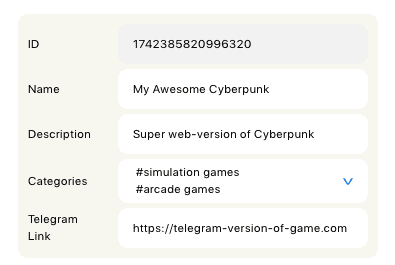 ID 1742385820996320
Name My Awesome Cyberpunk
Description Super web-version of Cyberpunk
Categories #simulation games
#arcade games
Telegram Link https://telegram-version-of-game.com